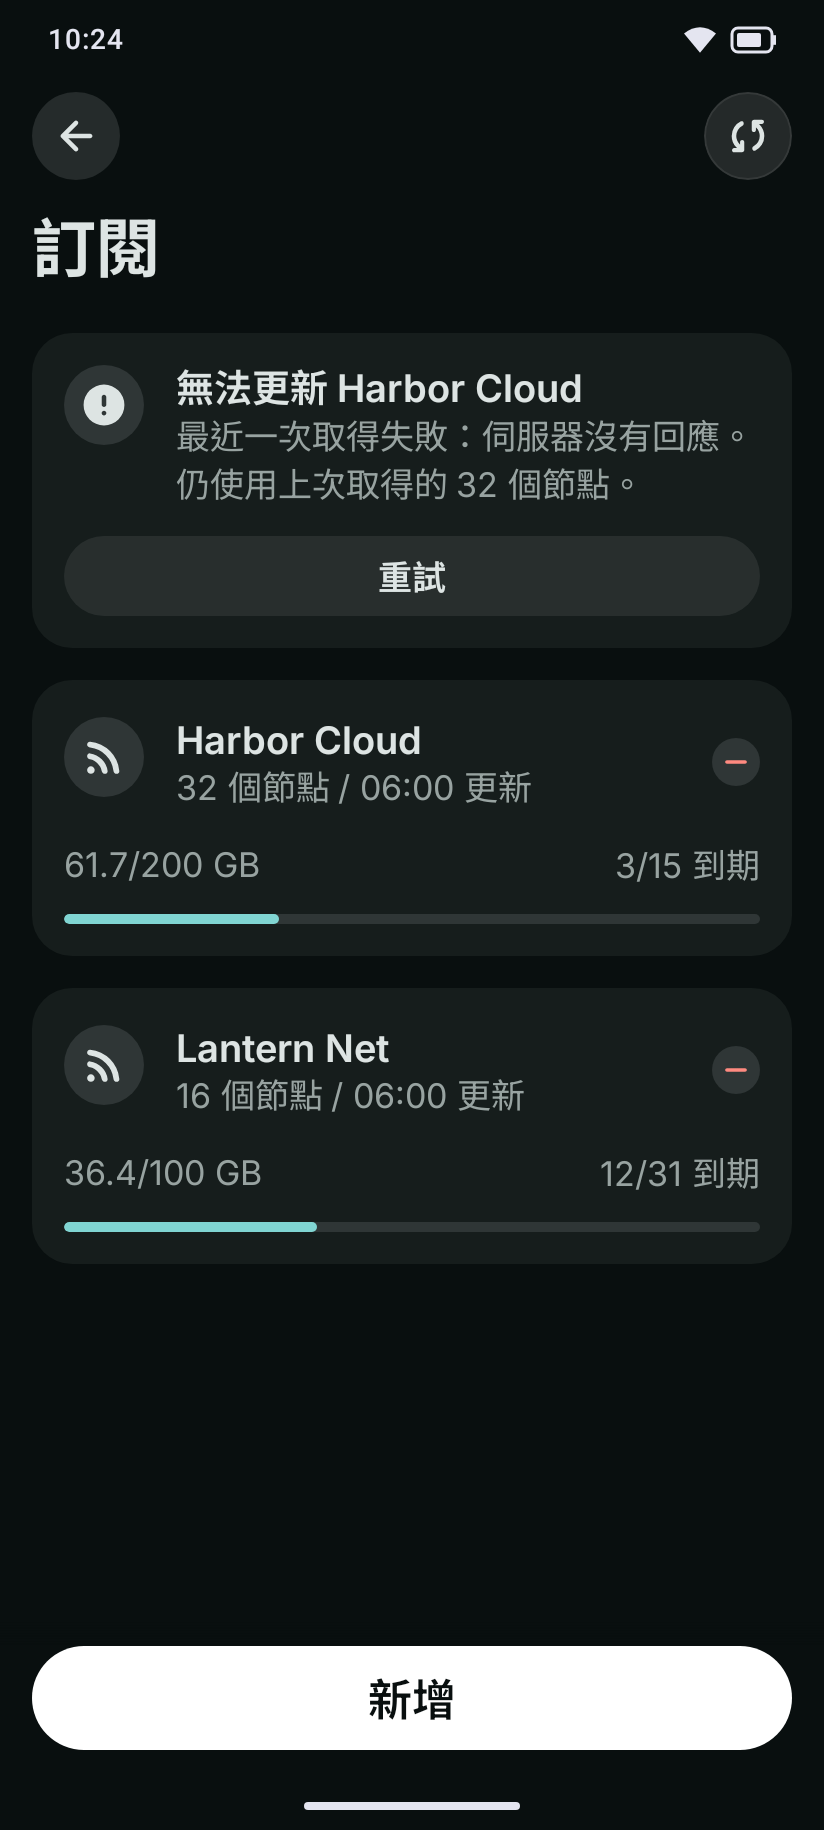 10:24
訂閱
無法更新 Harbor Cloud
最近一次取得失敗：伺服器沒有回應。
仍使用上次取得的 32 個節點。
重試
Harbor Cloud
32 個節點 / 06:00 更新
61.7/200 GB
3/15 到期
Lantern Net
16 個節點 / 06:00 更新
36.4/100 GB
12/31 到期
新增